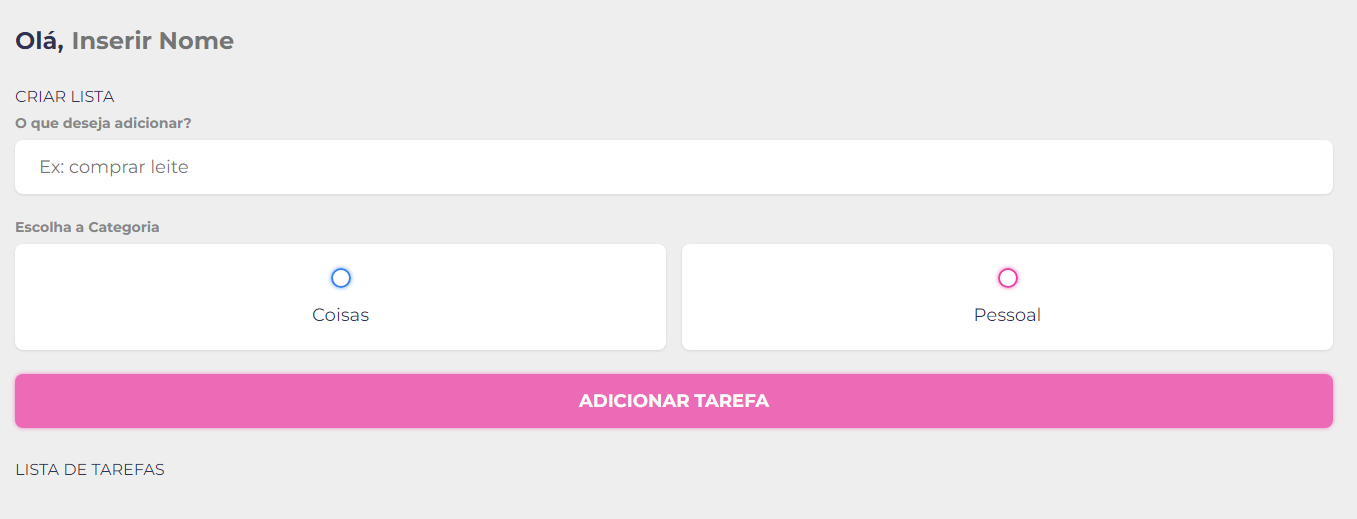 Olá, Inserir Nome
CRIAR LISTA
O que deseja adicionar?
Ex: comprar leite
Escolha a Categoria
Coisas
Pessoal
ADICIONAR TAREFA
LISTA DE TAREFAS